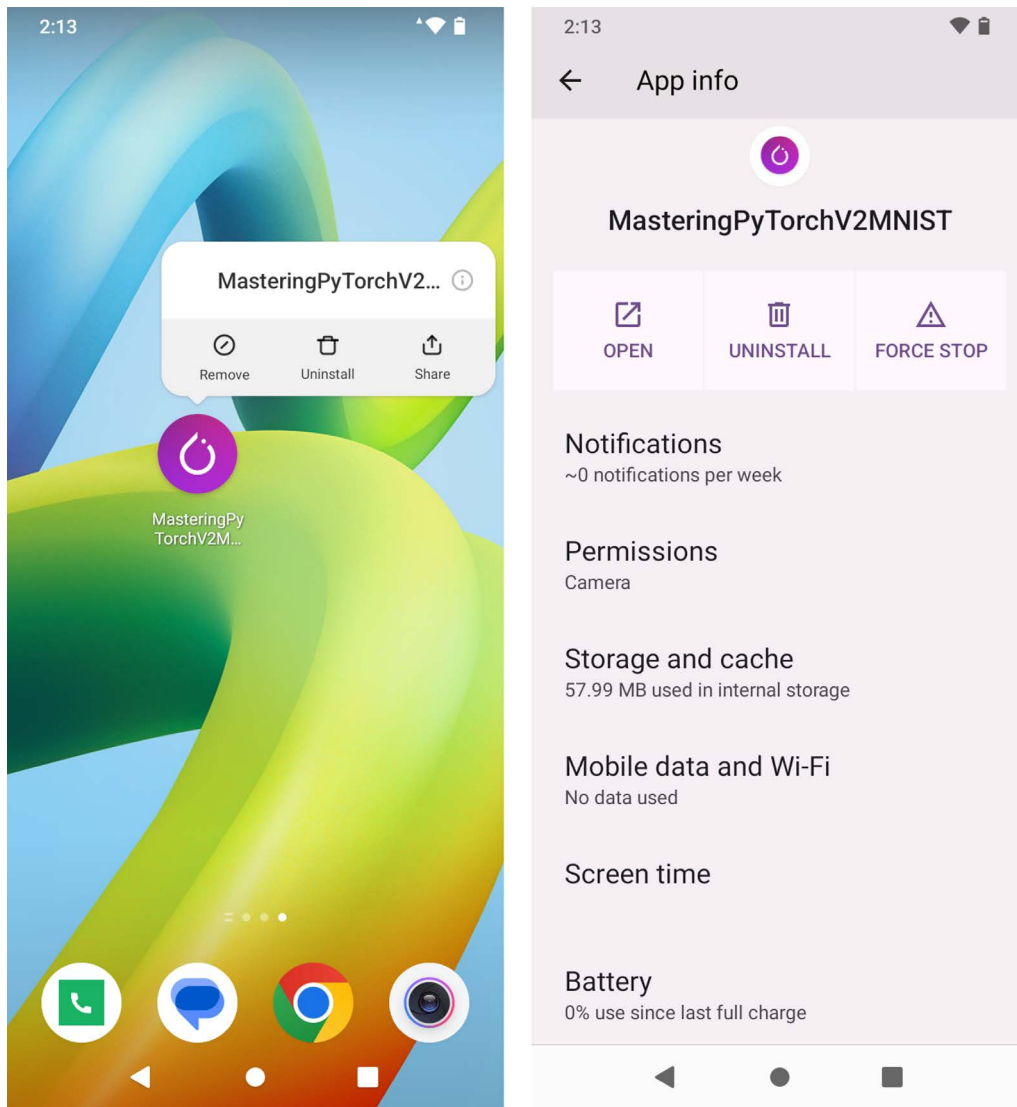 2:13
MasteringPyTorchV2...
Remove
Uninstall
Share
MasteringPy
TorchV2M...
2:13
App info
MasteringPyTorchV2MNIST
OPEN
UNINSTALL
FORCE STOP
Notifications
~0 notifications per week
Permissions
Camera
Storage and cache
57.99 MB used in internal storage
Mobile data and Wi-Fi
No data used
Screen time
Battery
0% use since last full charge